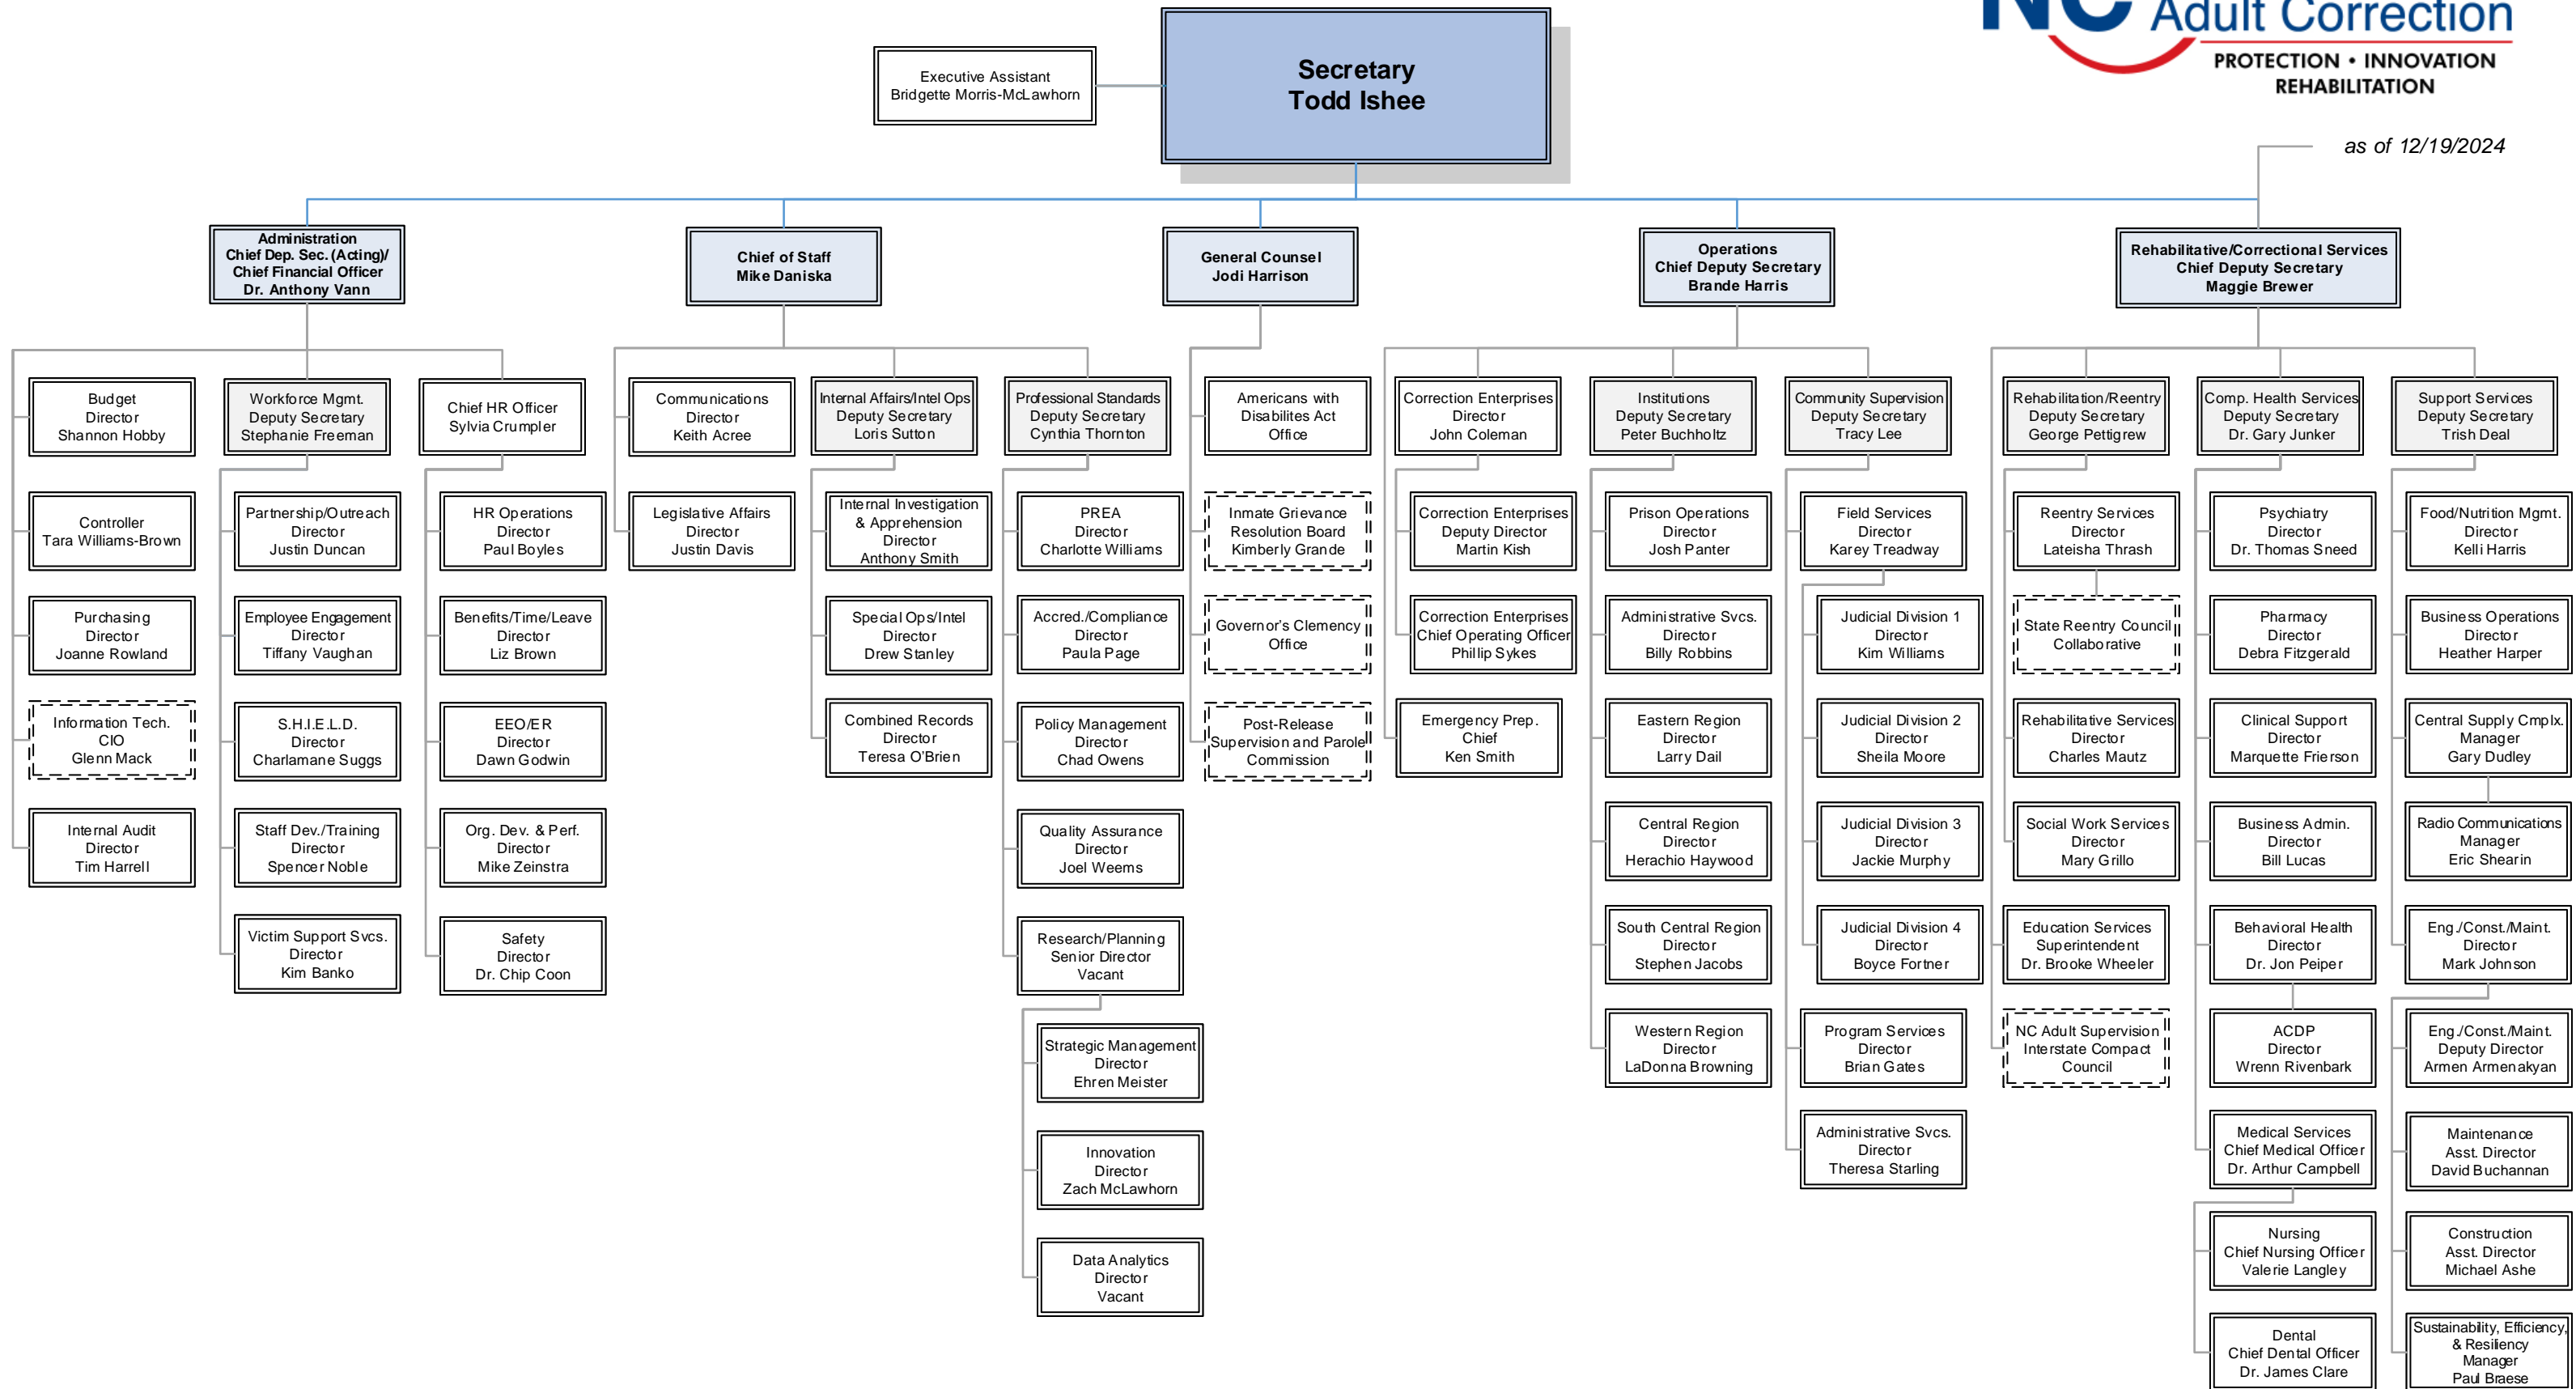 NC Adult Correction
PROTECTION • INNOVATION
REHABILITATION
as of 12/19/2024
Secretary
Todd Ishee
Executive Assistant
Bridgette Morris-McLawhorn
Administration
Chief Dep. Sec. (Acting)/
Chief Financial Officer
Dr. Anthony Vann
Chief of Staff
Mike Daniska
General Counsel
Jodi Harrison
Operations
Chief Deputy Secretary
Brande Harris
Rehabilitative/Correctional Services
Chief Deputy Secretary
Maggie Brewer
Budget
Director
Shannon Hobby
Controller
Tara Williams-Brown
Purchasing
Director
Joanne Rowland
Information Tech.
CIO
Glenn Mack
Internal Audit
Director
Tim Harrell
Workforce Mgmt.
Deputy Secretary
Stephanie Freeman
Partnership/Outreach
Director
Justin Duncan
Employee Engagement
Director
Tiffany Vaughan
S.H.I.E.L.D.
Director
Charlamane Suggs
Staff Dev./Training
Director
Spencer Noble
Victim Support Svcs.
Director
Kim Banko
Chief HR Officer
Sylvia Crumpler
HR Operations
Director
Paul Boyles
Benefits/Time/Leave
Director
Liz Brown
EEO/ER
Director
Dawn Godwin
Org. Dev. & Perf.
Director
Mike Zeinstra
Safety
Director
Dr. Chip Coon
Communications
Director
Keith Acree
Legislative Affairs
Director
Justin Davis
Internal Affairs/Intel Ops
Deputy Secretary
Loris Sutton
Internal Investigation
& Apprehension
Director
Anthony Smith
Special Ops/Intel
Director
Drew Stanley
Combined Records
Director
Teresa O'Brien
Professional Standards
Deputy Secretary
Cynthia Thornton
PREA
Director
Charlotte Williams
Accred./Compliance
Director
Paula Page
Policy Management
Director
Chad Owens
Quality Assurance
Director
Joel Weems
Research/Planning
Senior Director
Vacant
Strategic Management
Director
Ehren Meister
Innovation
Director
Zach McLawhorn
Data Analytics
Director
Vacant
Americans with
Disabilites Act
Office
Inmate Grievance
Resolution Board
Kimberly Grande
Governor's Clemency
Office
Post-Release
Supervision and Parole
Commission
Correction Enterprises
Director
John Coleman
Correction Enterprises
Deputy Director
Martin Kish
Correction Enterprises
Chief Operating Officer
Phillip Sykes
Emergency Prep.
Chief
Ken Smith
Institutions
Deputy Secretary
Peter Buchholtz
Prison Operations
Director
Josh Panter
Administrative Svcs.
Director
Billy Robbins
Eastern Region
Director
Larry Dail
Central Region
Director
Herachio Haywood
South Central Region
Director
Stephen Jacobs
Western Region
Director
LaDonna Browning
Community Supervision
Deputy Secretary
Tracy Lee
Field Services
Director
Karey Treadway
Judicial Division 1
Director
Kim Williams
Judicial Division 2
Director
Sheila Moore
Judicial Division 3
Director
Jackie Murphy
Judicial Division 4
Director
Boyce Fortner
Program Services
Director
Brian Gates
Administrative Svcs.
Director
Theresa Starling
Rehabilitation/Reentry
Deputy Secretary
George Pettigrew
Reentry Services
Director
Lateisha Thrash
State Reentry Council
Collaborative
Rehabilitative Services
Director
Charles Mautz
Social Work Services
Director
Mary Grillo
Education Services
Superintendent
Dr. Brooke Wheeler
NC Adult Supervision
Interstate Compact
Council
Comp. Health Services
Deputy Secretary
Dr. Gary Junker
Psychiatry
Director
Dr. Thomas Sneed
Pharmacy
Director
Debra Fitzgerald
Clinical Support
Director
Marquette Frierson
Business Admin.
Director
Bill Lucas
Behavioral Health
Director
Dr. Jon Peiper
ACDP
Director
Wrenn Rivenbark
Medical Services
Chief Medical Officer
Dr. Arthur Campbell
Nursing
Chief Nursing Officer
Valerie Langley
Dental
Chief Dental Officer
Dr. James Clare
Support Services
Deputy Secretary
Trish Deal
Food/Nutrition Mgmt.
Director
Kelli Harris
Business Operations
Director
Heather Harper
Central Supply Cmplx.
Manager
Gary Dudley
Radio Communications
Manager
Eric Shearin
Eng./Const./Maint.
Director
Mark Johnson
Eng./Const./Maint.
Deputy Director
Armen Armenakyan
Maintenance
Asst. Director
David Buchannan
Construction
Asst. Director
Michael Ashe
Sustainability, Efficiency,
& Resiliency
Manager
Paul Braese